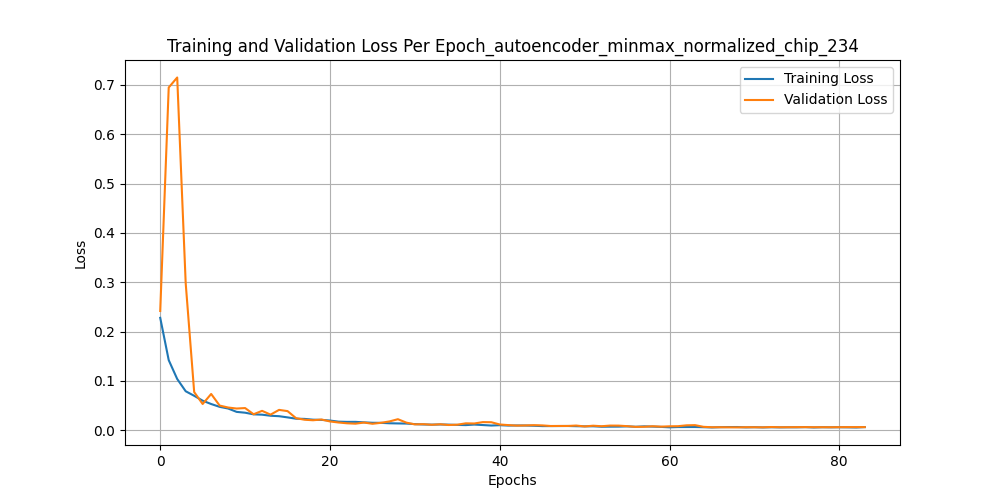 Training and Validation Loss Per Epoch_autoencoder_minmax_normalized_chip_234
Training Loss
Validation Loss
0.7
0.6
0.5
0.4
0.3
0.2
0.1
0.0
Loss
0 20 40 60 80
Epochs